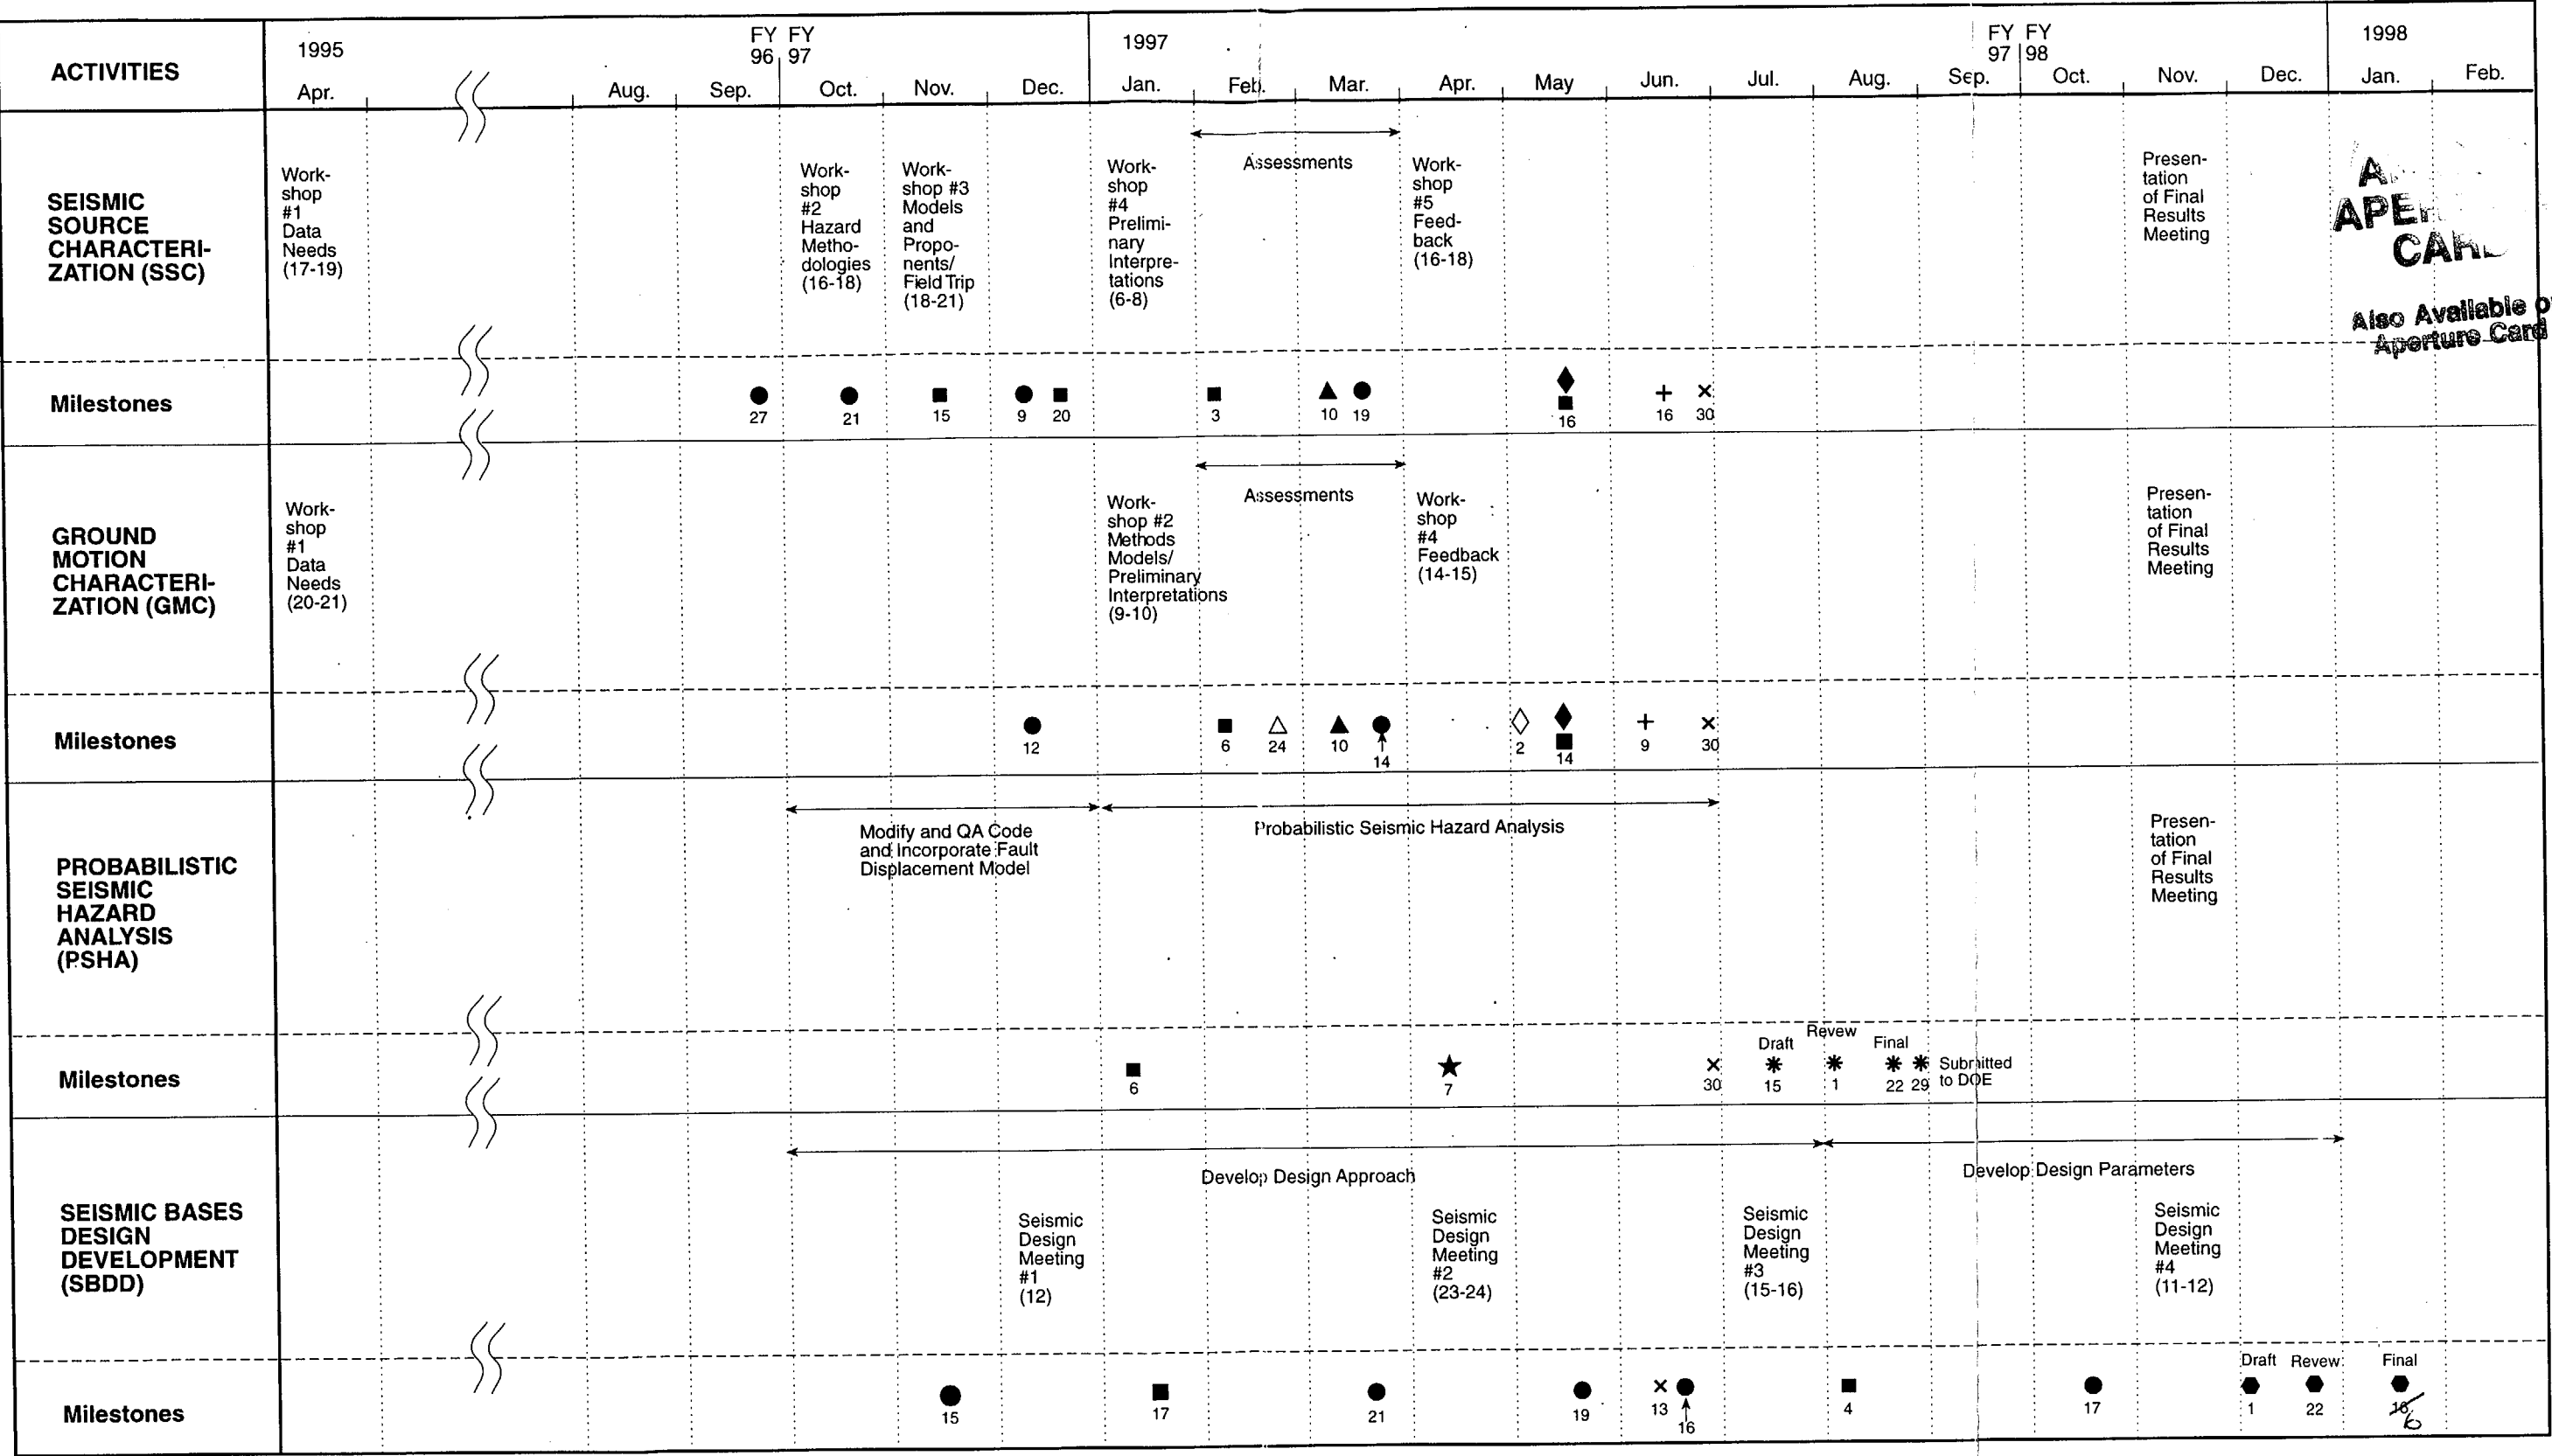 ACTIVITIES
1995
FY FY
96 97
1997
FY FY
97 98
1998
Apr.
Aug.
Sep.
Oct.
Nov.
Dec.
Jan.
Feb.
Mar.
Apr.
May
Jun.
Jul.
Aug.
Sep.
Oct.
Nov.
Dec.
Jan.
Feb.
SEISMIC
SOURCE
CHARACTERI-
ZATION (SSC)
Work-
shop
#1
Data
Needs
(17-19)
Work-
shop
#2
Hazard
Metho-
dologies
(16-18)
Work-
shop #3
Models
and
Propo-
nents/
Field Trip
(18-21)
Work-
shop
#4
Prelimi-
nary
Interpre-
tations
(6-8)
Assessments
Work-
shop
#5
Feed-
back
(16-18)
Presen-
tation
of Final
Results
Meeting
CARD
Also Available
Aperture Card
Milestones
27
21
15
9
20
3
10
19
16
16
30
GROUND
MOTION
CHARACTERI-
ZATION (GMC)
Work-
shop
#1
Data
Needs
(20-21)
Work-
shop #2
Methods
Models/
Preliminary
Interpretations
(9-10)
Assessments
Work-
shop
#4
Feedback
(14-15)
Presen-
tation
of Final
Results
Meeting
Milestones
12
6
24
10
14
2
14
9
30
PROBABILISTIC
SEISMIC
HAZARD
ANALYSIS
(PSHA)
Modify and QA Code
and Incorporate Fault
Displacement Model
Probabilistic Seismic Hazard Analysis
Presen-
tation
of Final
Results
Meeting
Milestones
6
7
30
Draft
15
Revew
1
Final
22
29
Submitted
to DOE
SEISMIC BASES
DESIGN
DEVELOPMENT
(SBDD)
Develop Design Approach
Develop Design Parameters
Seismic
Design
Meeting
#1
(12)
Seismic
Design
Meeting
#2
(23-24)
Seismic
Design
Meeting
#3
(15-16)
Seismic
Design
Meeting
#4
(11-12)
Milestones
15
17
21
19
13
16
4
17
Draft
1
Revew
22
Final
16
6